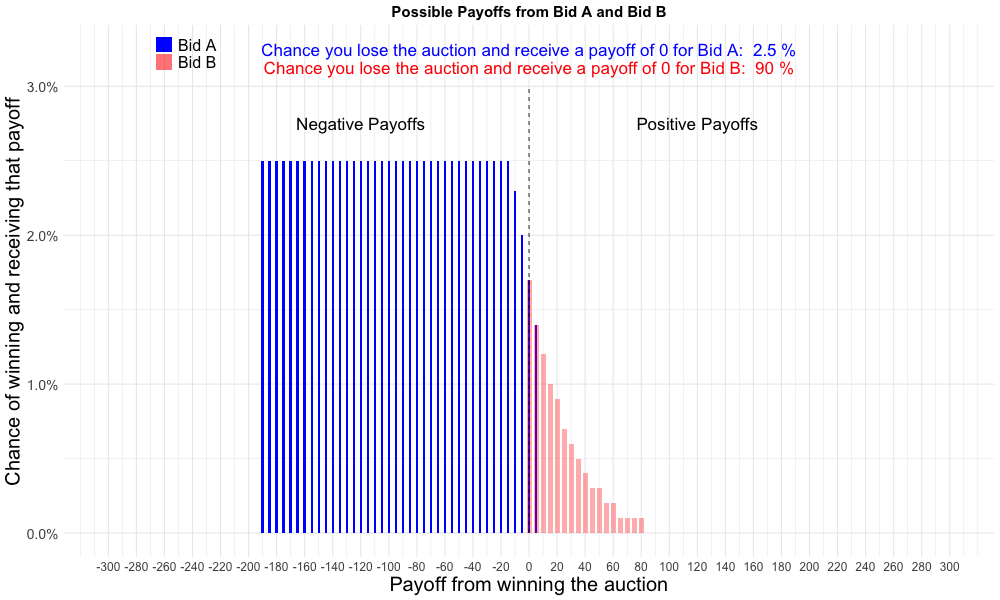 Possible Payoffs from Bid A and Bid B
Bid A
Bid B
Chance you lose the auction and receive a payoff of 0 for Bid A:  2.5 %
Chance you lose the auction and receive a payoff of 0 for Bid B:  90 %
Negative Payoffs
Positive Payoffs
Chance of winning and receiving that payoff
3.0%
2.0%
1.0%
0.0%
-300 -280 -260 -240 -220 -200 -180 -160 -140 -120 -100 -80 -60 -40 -20 0 20 40 60 80 100 120 140 160 180 200 220 240 260 280 300
Payoff from winning the auction